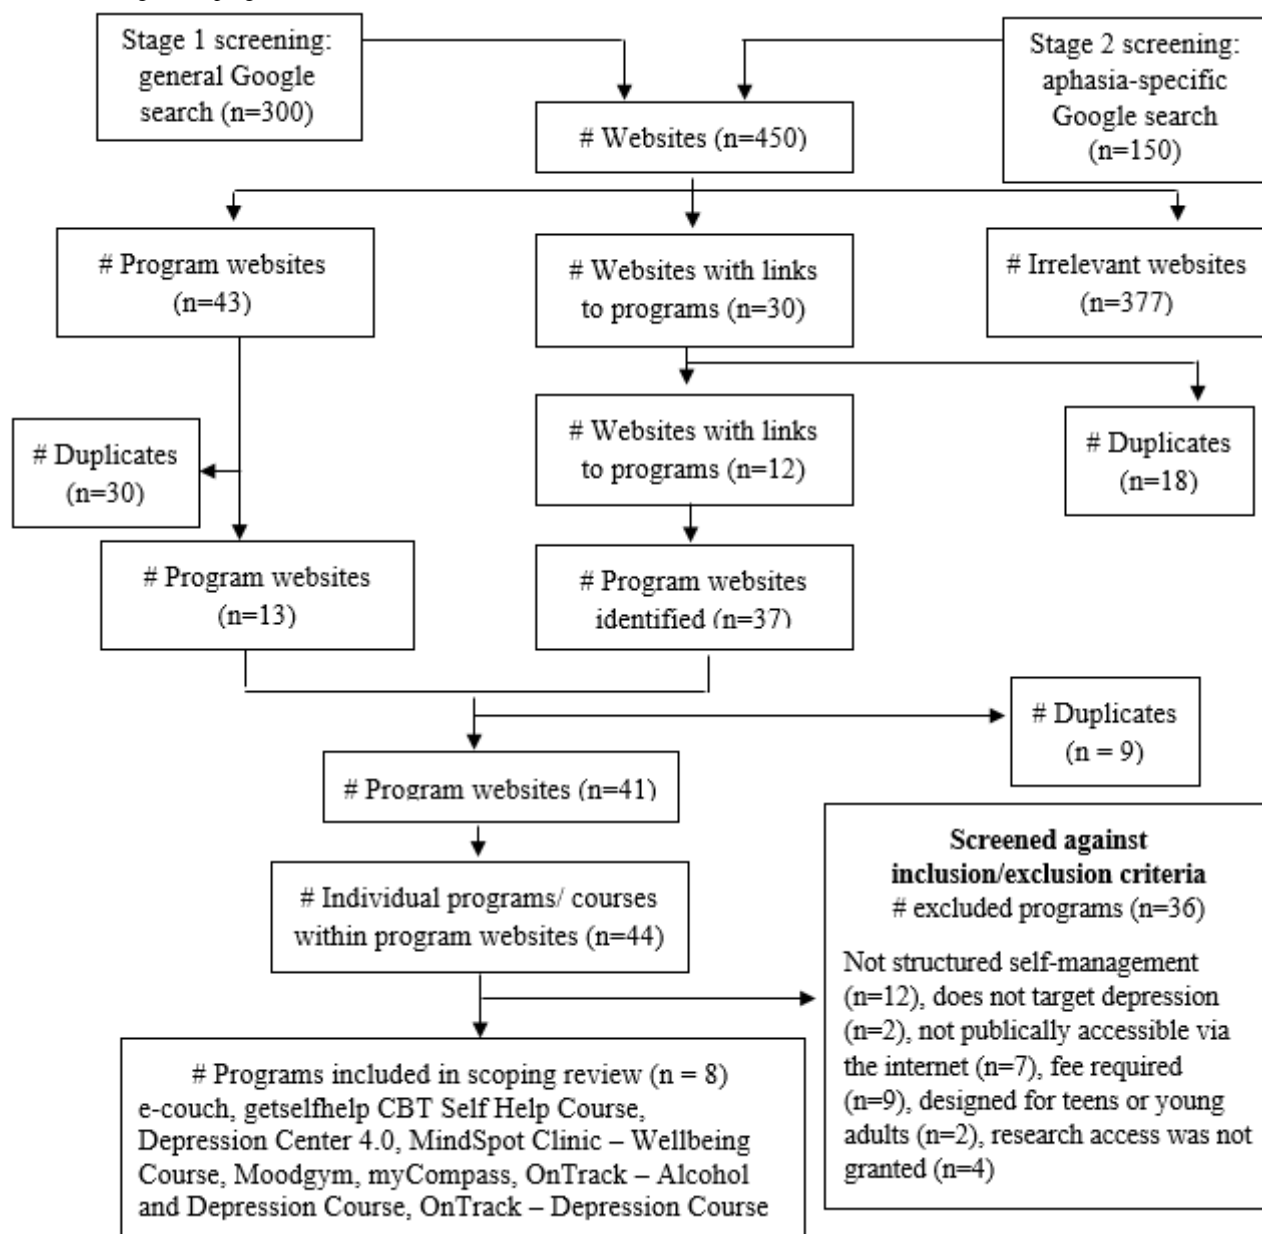 Stage 1 screening:
general Google
search (n=300)
Stage 2 screening:
aphasia-specific
Google search
(n=150)
# Websites (n=450)
# Program websites
(n=43)
# Websites with links
to programs (n=30)
# Irrelevant websites
(n=377)
# Duplicates
(n=30)
# Websites with links
to programs (n=12)
# Duplicates
(n=18)
# Program websites
(n=13)
# Program websites
identified (n=37)
# Duplicates
(n = 9)
# Program websites (n=41)
# Individual programs/ courses
within program websites (n=44)
Screened against
inclusion/exclusion criteria
# excluded programs (n=36)
Not structured self-management
(n=12), does not target depression
(n=2), not publically accessible via
the internet (n=7), fee required
(n=9), designed for teens or young
adults (n=2), research access was not
granted (n=4)
# Programs included in scoping review (n = 8)
e-couch, getselfhelp CBT Self Help Course,
Depression Center 4.0, MindSpot Clinic – Wellbeing
Course, Moodgym, myCompass, OnTrack – Alcohol
and Depression Course, OnTrack – Depression Course